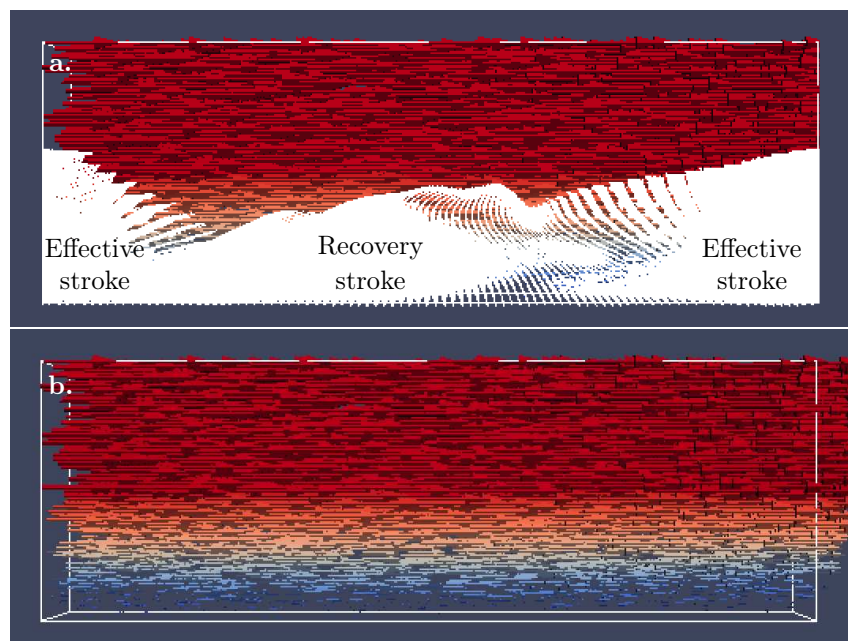 a.
Effective
stroke
Recovery
stroke
Effective
stroke
b.